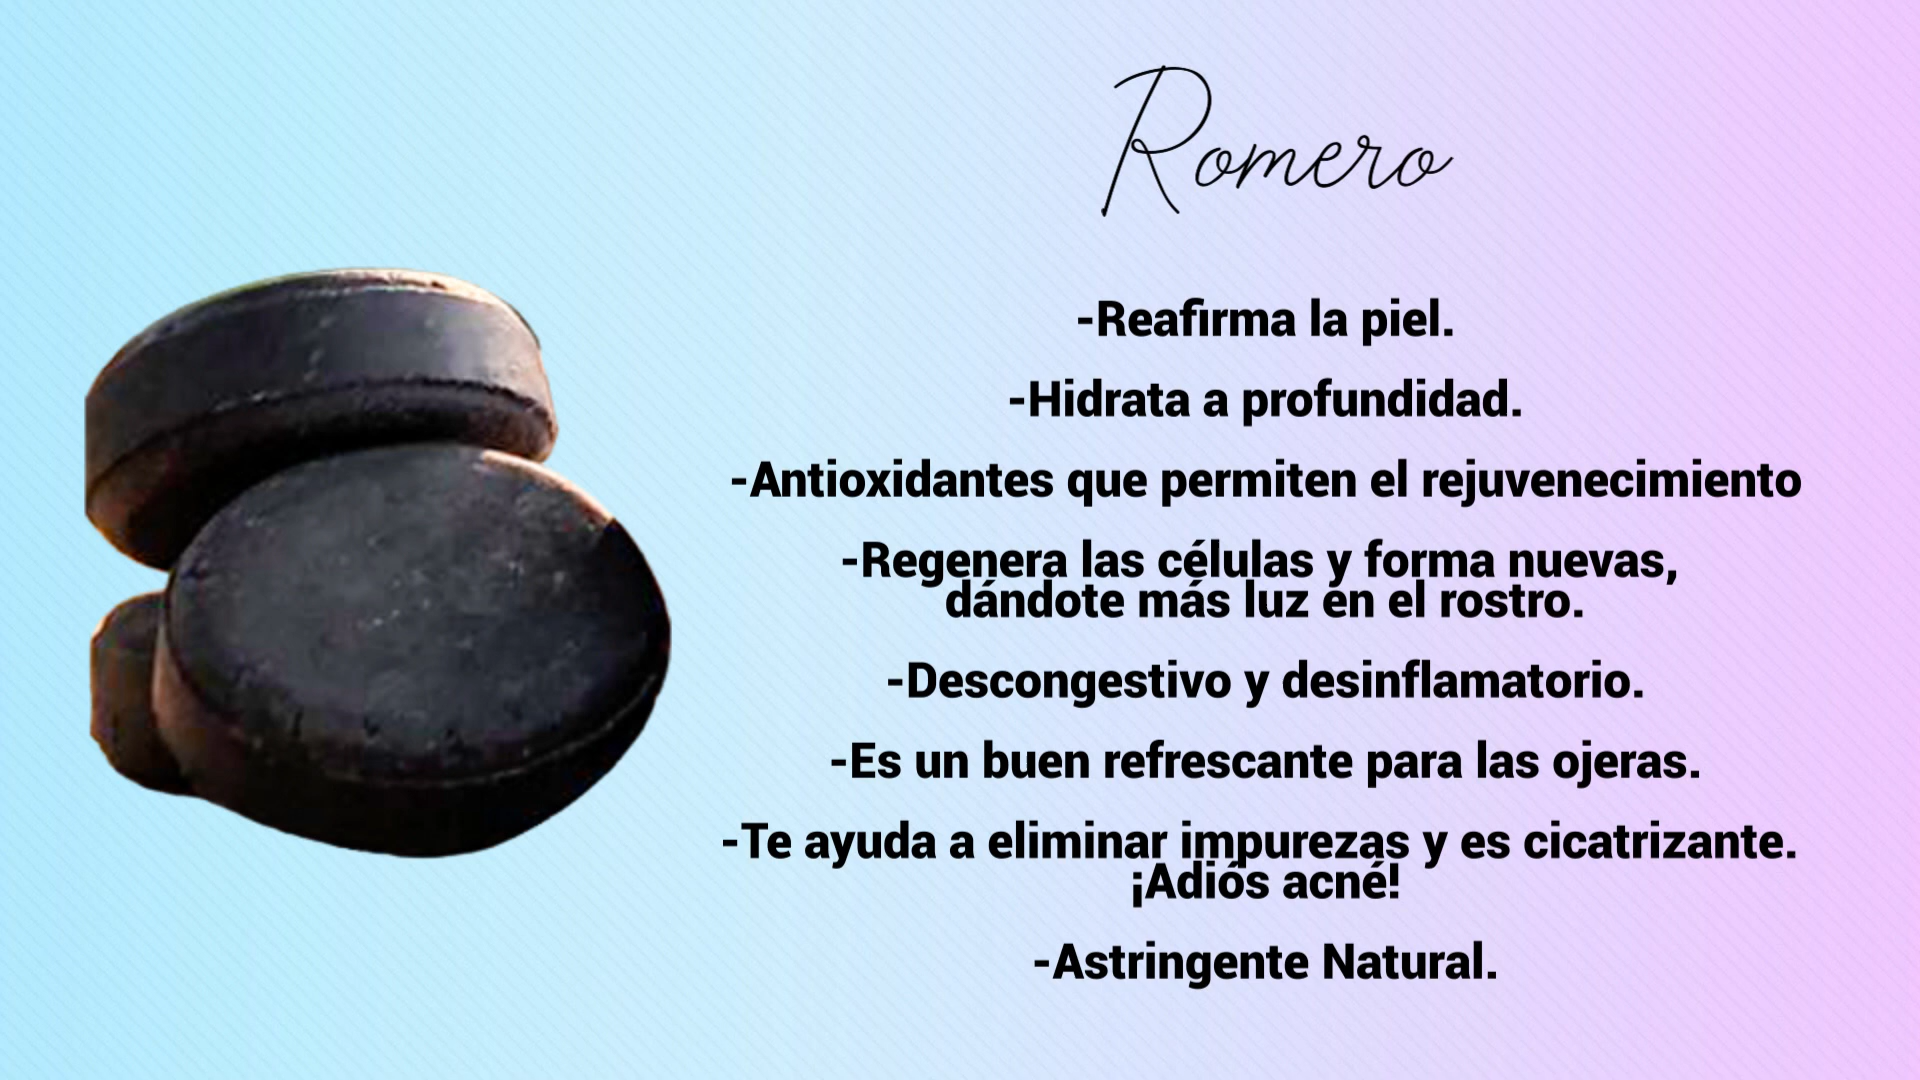 Romero
-Reafirma la piel.
-Hidrata a profundidad.
-Antioxidantes que permiten el rejuvenecimiento
-Regenera las células y forma nuevas,
dándote más luz en el rostro.
-Descongestivo y desinflamatorio.
-Es un buen refrescante para las ojeras.
-Te ayuda a eliminar impurezas y es cicatrizante.
¡Adiós acné!
-Astringente Natural.